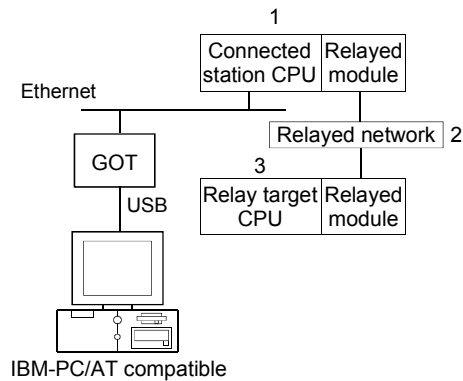 1
Connected
station CPU
Relayed
module
Ethernet
Relayed network 2
GOT
3
Relay target
CPU
Relayed
module
USB
IBM-PC/AT compatible